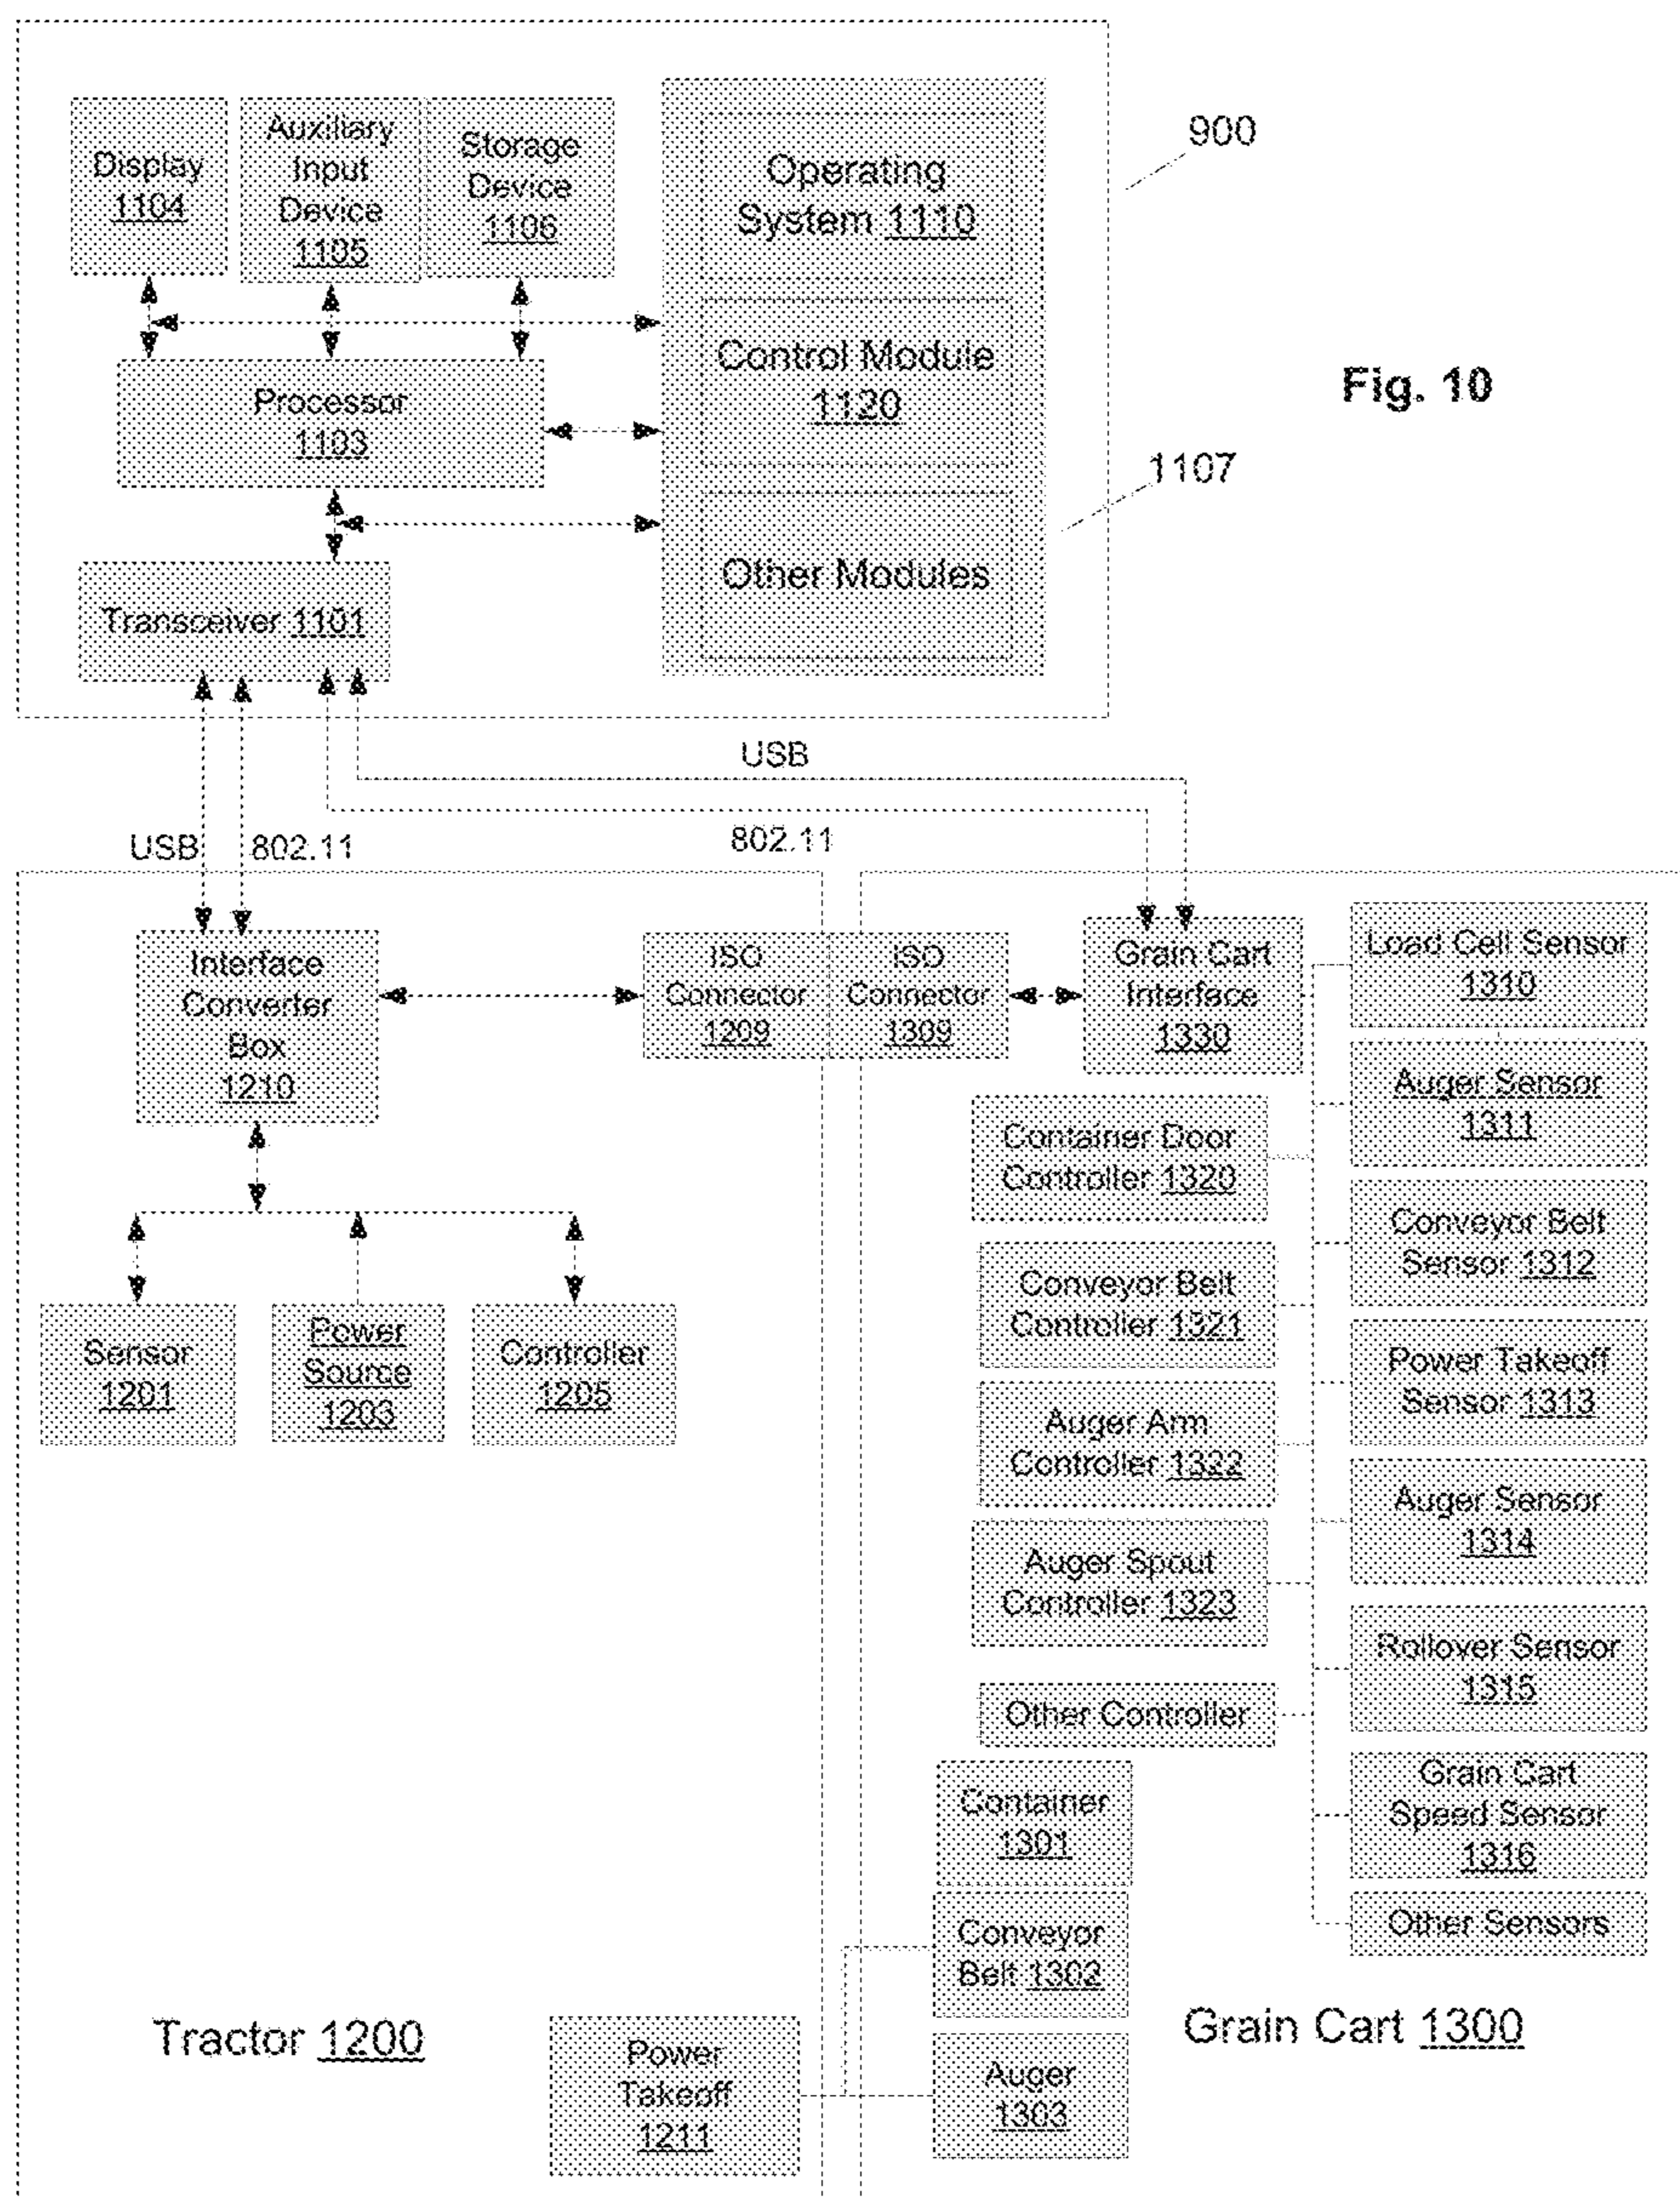 Display
1104
Auxiliary
Input
Device
1105
Storage
Device
1106
Operating
System 1110
900
Control Module
1120
Fig. 10
Processor
1103
1107
Other Modules
Transceiver 1101
USB
USB
802.11
802.11
Interface
Converter
Box
1210
ISO
Connector
1209
ISO
Connector
1309
Grain Cart
Interface
1330
Load Cell Sensor
1310
Auger Sensor
1311
Container Door
Controller 1320
Conveyor Belt
Sensor 1312
Conveyor Belt
Controller 1321
Sensor
1201
Power
Source
1203
Controller
1205
Power Takeoff
Sensor 1313
Auger Arm
Controller 1322
Auger Sensor
1314
Auger Spout
Controller 1323
Rollover Sensor
1315
Other Controller
Grain Cart
Speed Sensor
1316
Container
1301
Other Sensors
Conveyor
Belt 1302
Tractor 1200
Grain Cart 1300
Power
Takeoff
1211
Auger
1303